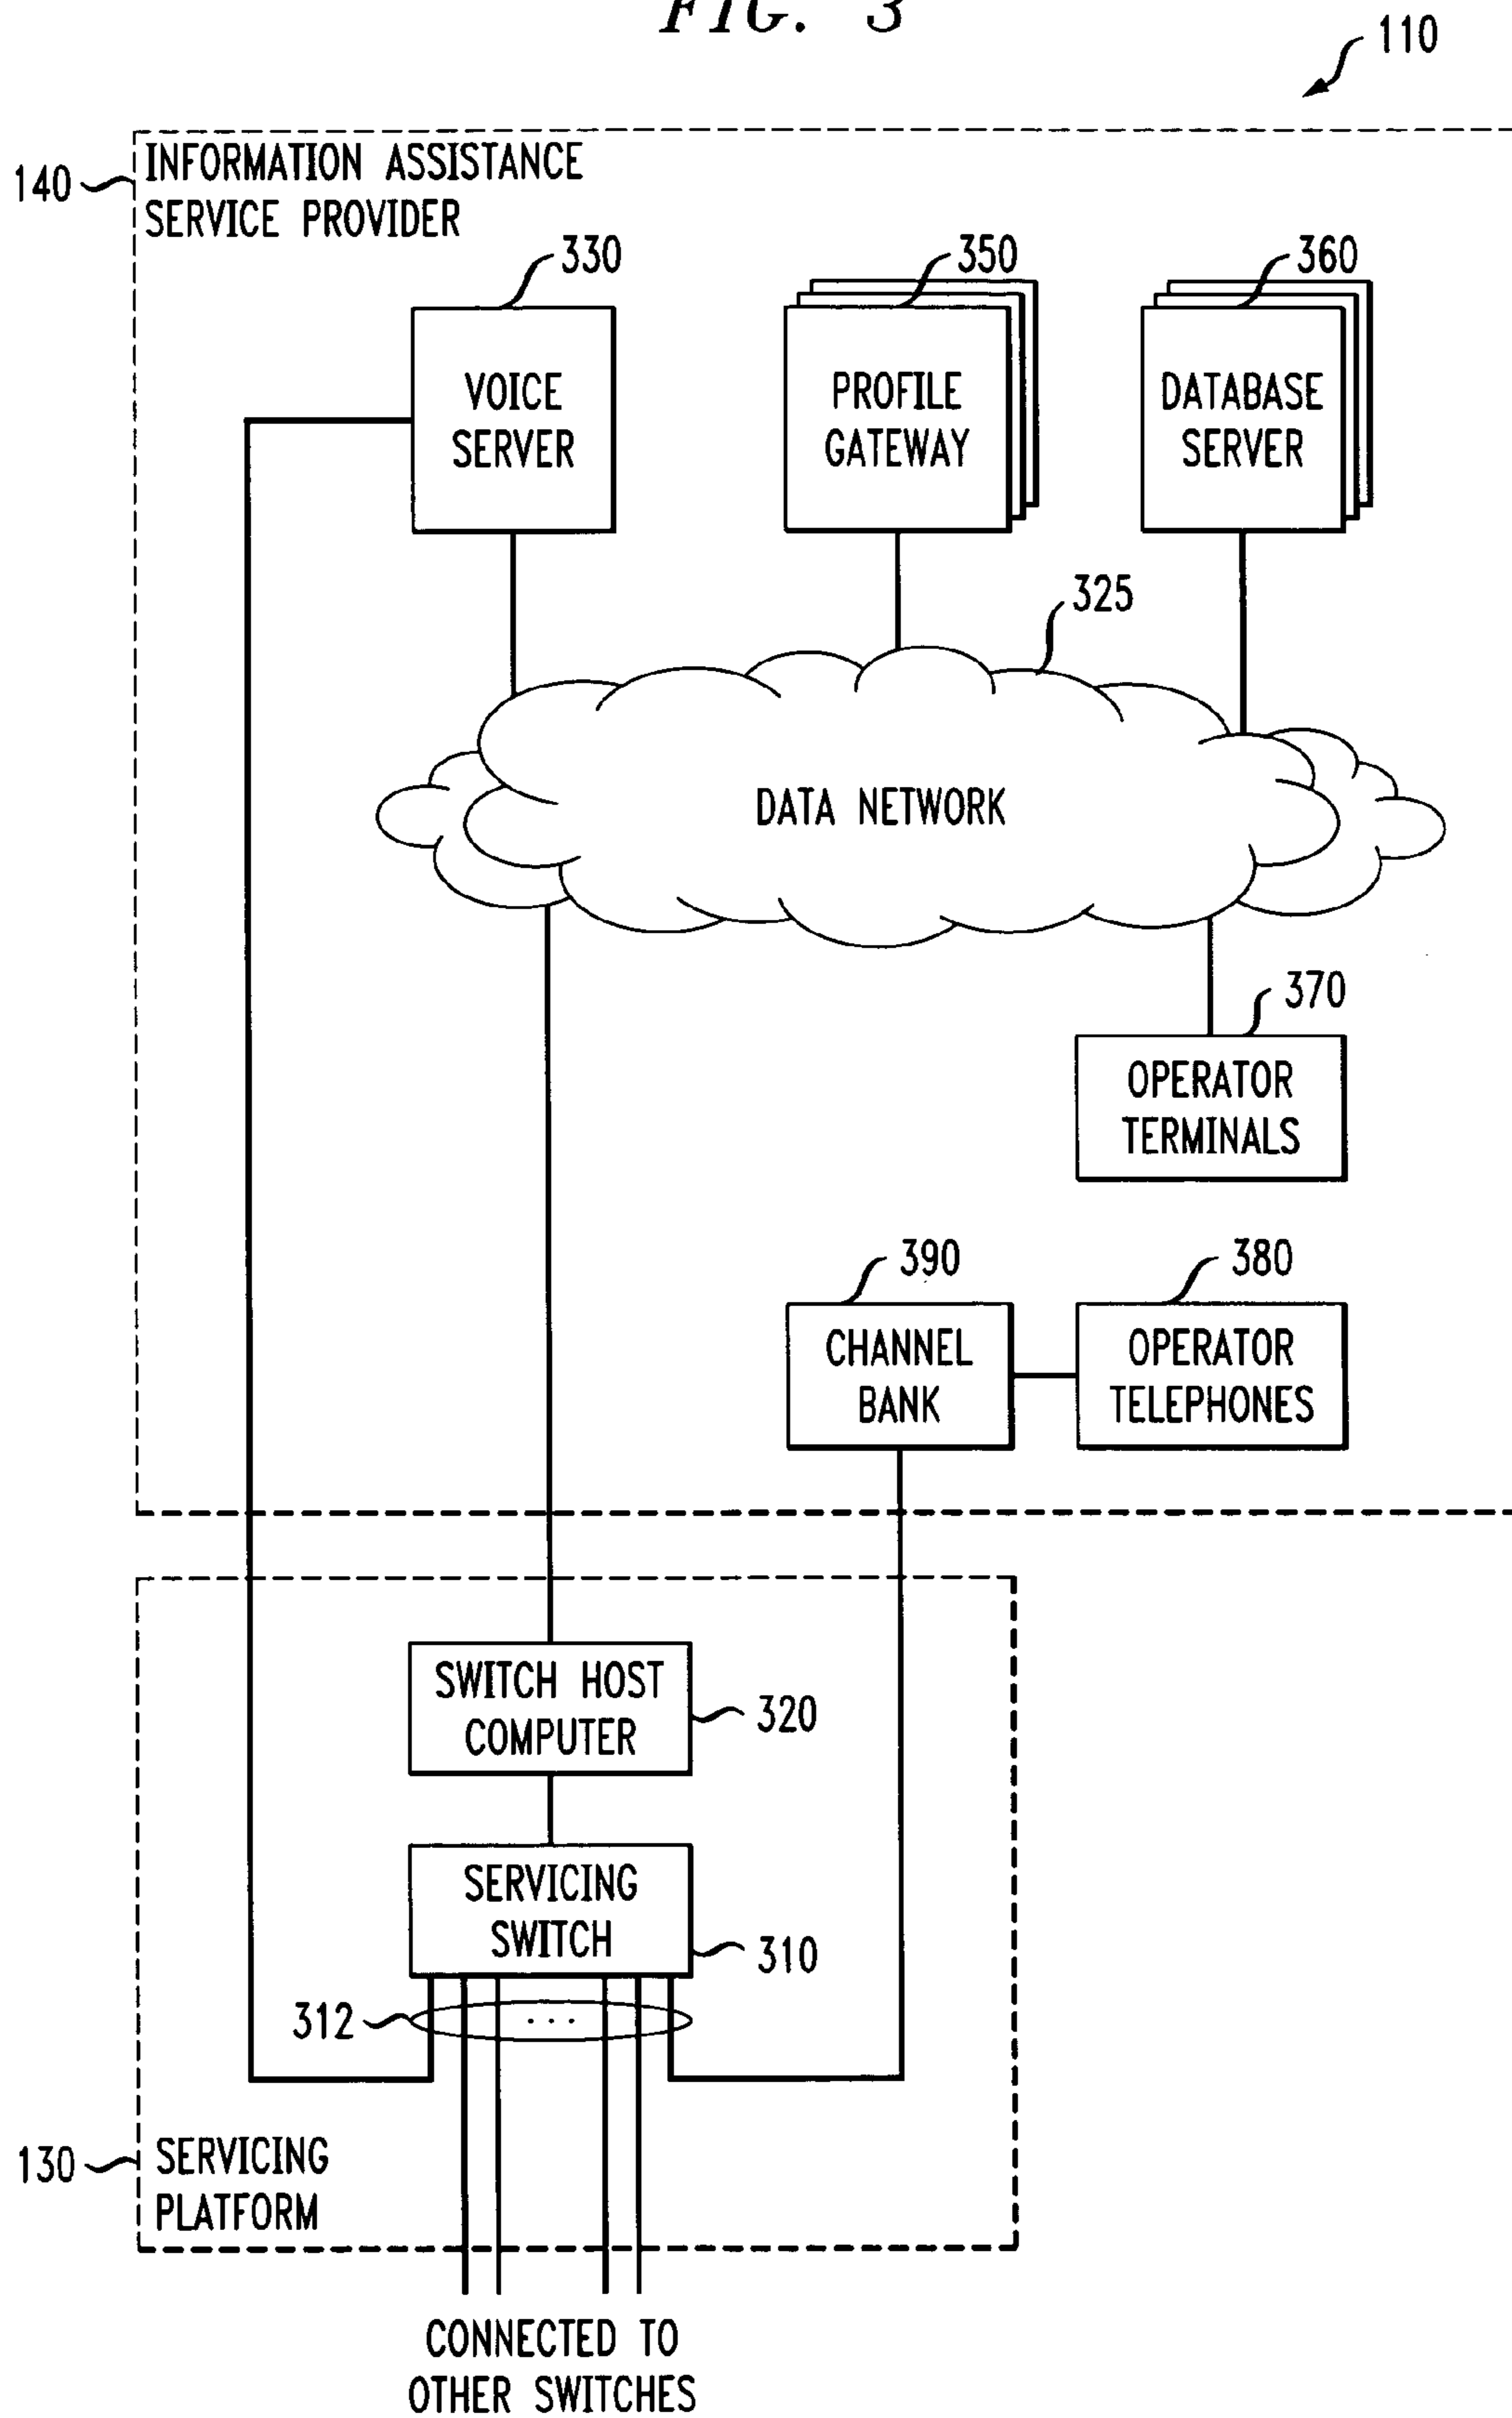 FIG. 3
110
140
INFORMATION ASSISTANCE
SERVICE PROVIDER
330
350
360
VOICE
SERVER
PROFILE
GATEWAY
DATABASE
SERVER
325
DATA NETWORK
370
OPERATOR
TERMINALS
390
380
CHANNEL
BANK
OPERATOR
TELEPHONES
SWITCH HOST
COMPUTER
320
SERVICING
SWITCH
310
312
...
130
SERVICING
PLATFORM
CONNECTED TO
OTHER SWITCHES